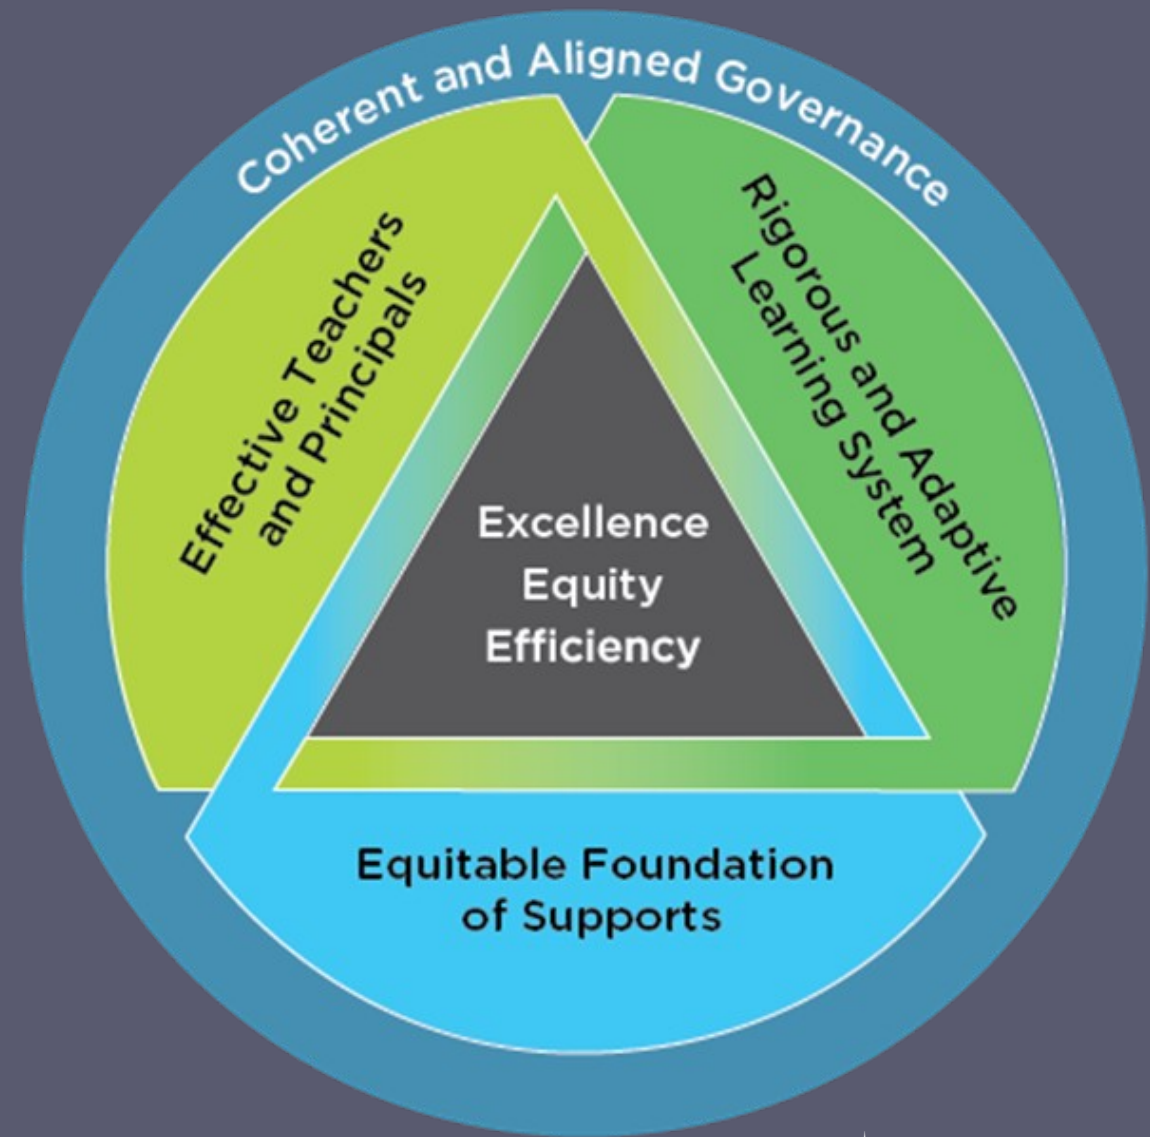 Coherent and Aligned Governance
Effective Teachers
and Principals
Rigorous and Adaptive
Learning System
Excellence
Equity
Efficiency
Equitable Foundation
of Supports